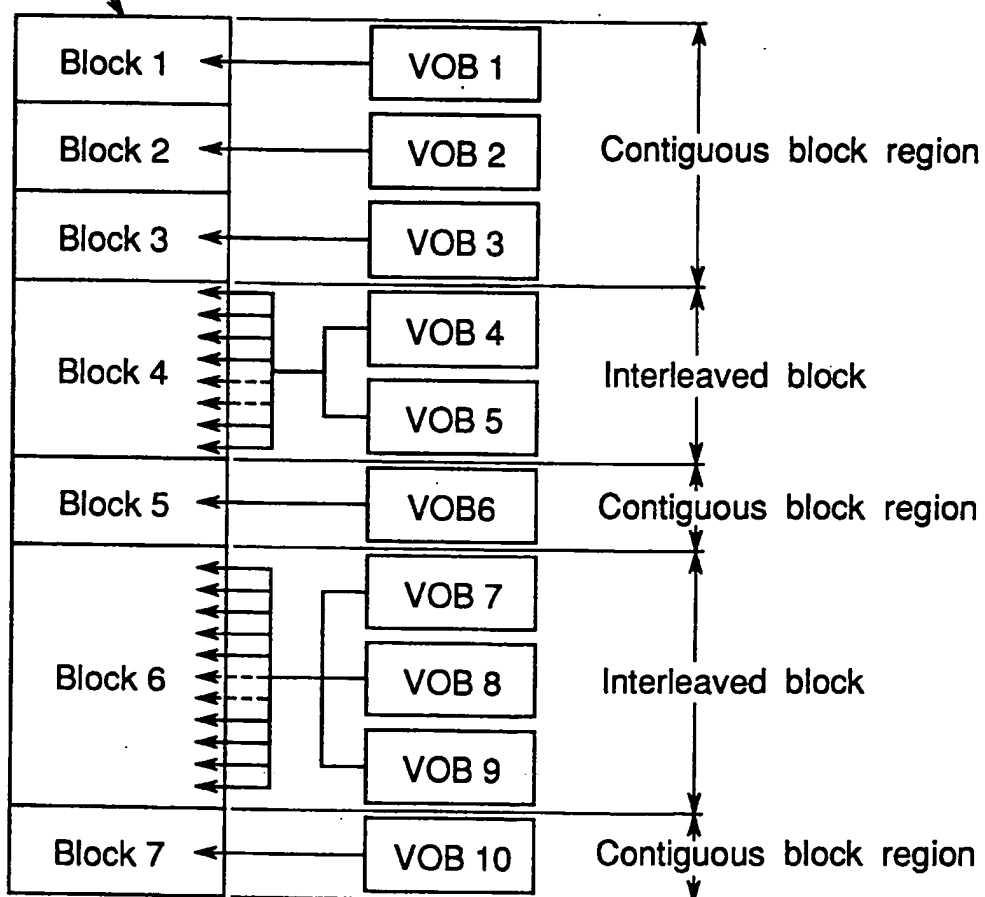 Block 1
VOB 1
Block 2
VOB 2
Contiguous block region
Block 3
VOB 3
VOB 4
Block 4
Interleaved block
VOB 5
Block 5
VOB6
Contiguous block region
VOB 7
Block 6
VOB 8
Interleaved block
VOB 9
Block 7
VOB 10
Contiguous block region